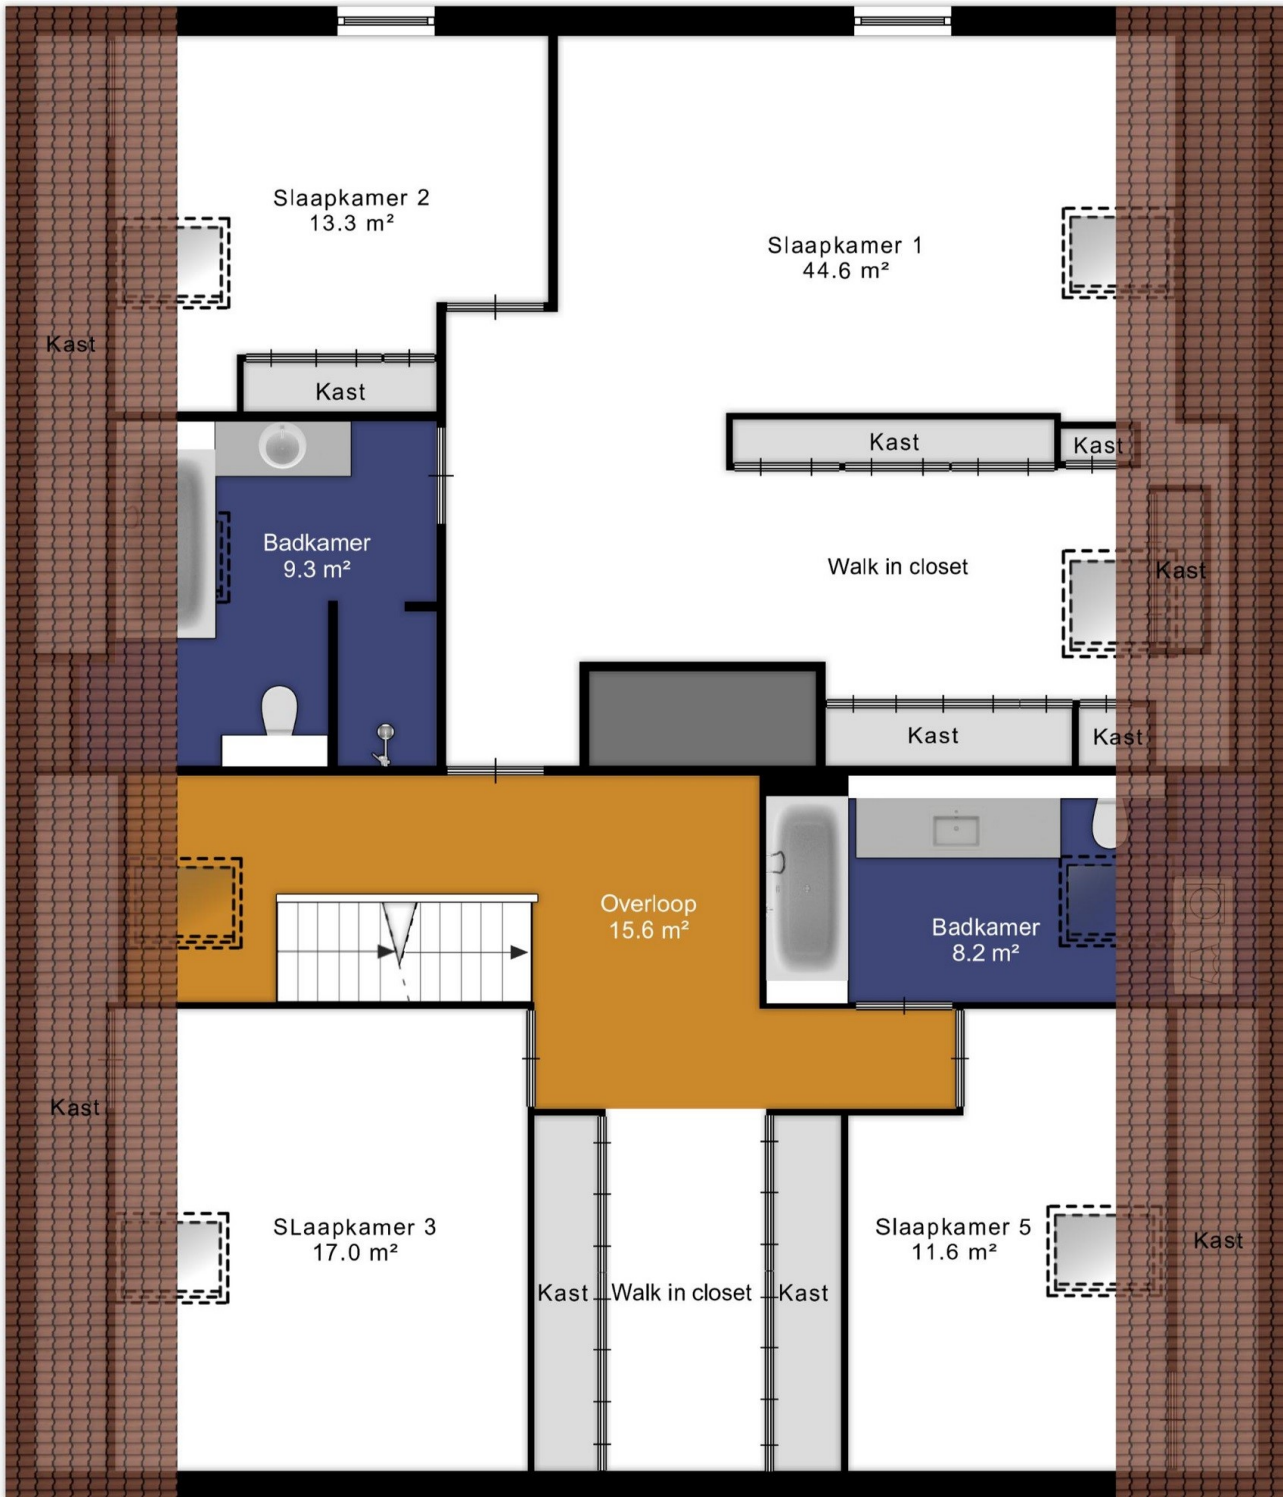 Slaapkamer 2
13.3 m²
Slaapkamer 1
44.6 m²
Kast
Kast
Kast
Kast
Badkamer
9.3 m²
Walk in closet
Kast
Kast
Kast
Overloop
15.6 m²
Badkamer
8.2 m²
Kast
SLaapkamer 3
17.0 m²
Slaapkamer 5
11.6 m²
Kast
Kast
Walk in closet
Kast